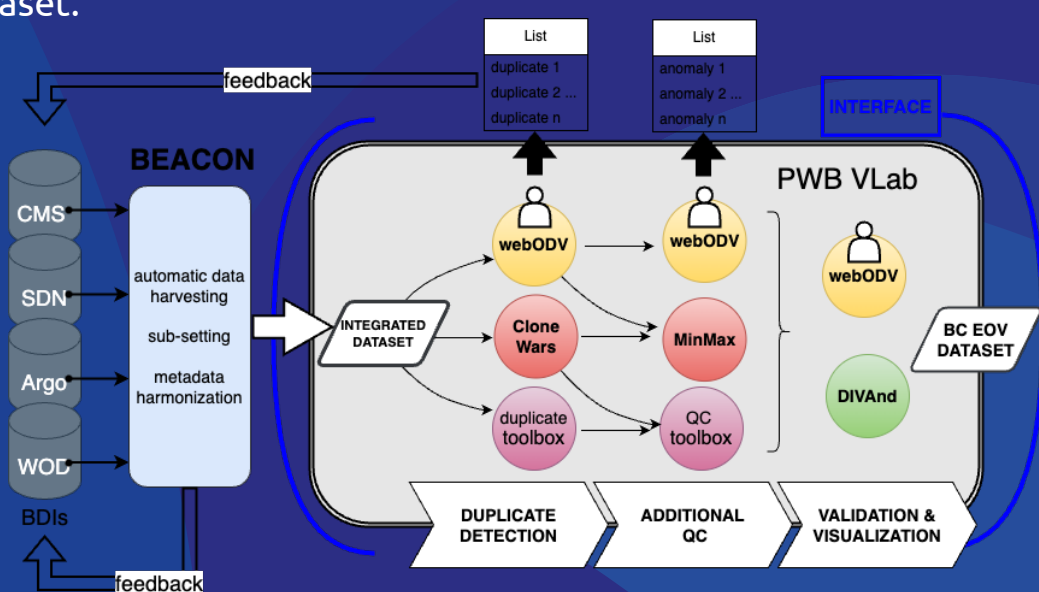 aset.
List
duplicate 1
duplicate 2 ...
duplicate n
List
anomaly 1
anomaly 2 ...
anomaly n
feedback
INTERFACE
BEACON
PWB VLab
CMS
SDN
Argo
WOD
BDIs
automatic data
harvesting
sub-setting
metadata
harmonization
feedback
INTEGRATED
DATASET
webODV
Clone
Wars
duplicate
toolbox
webODV
MinMax
QC
toolbox
webODV
DIVAnd
BC EOV
DATASET
DUPLICATE
DETECTION
ADDITIONAL
QC
VALIDATION &
VISUALIZATION